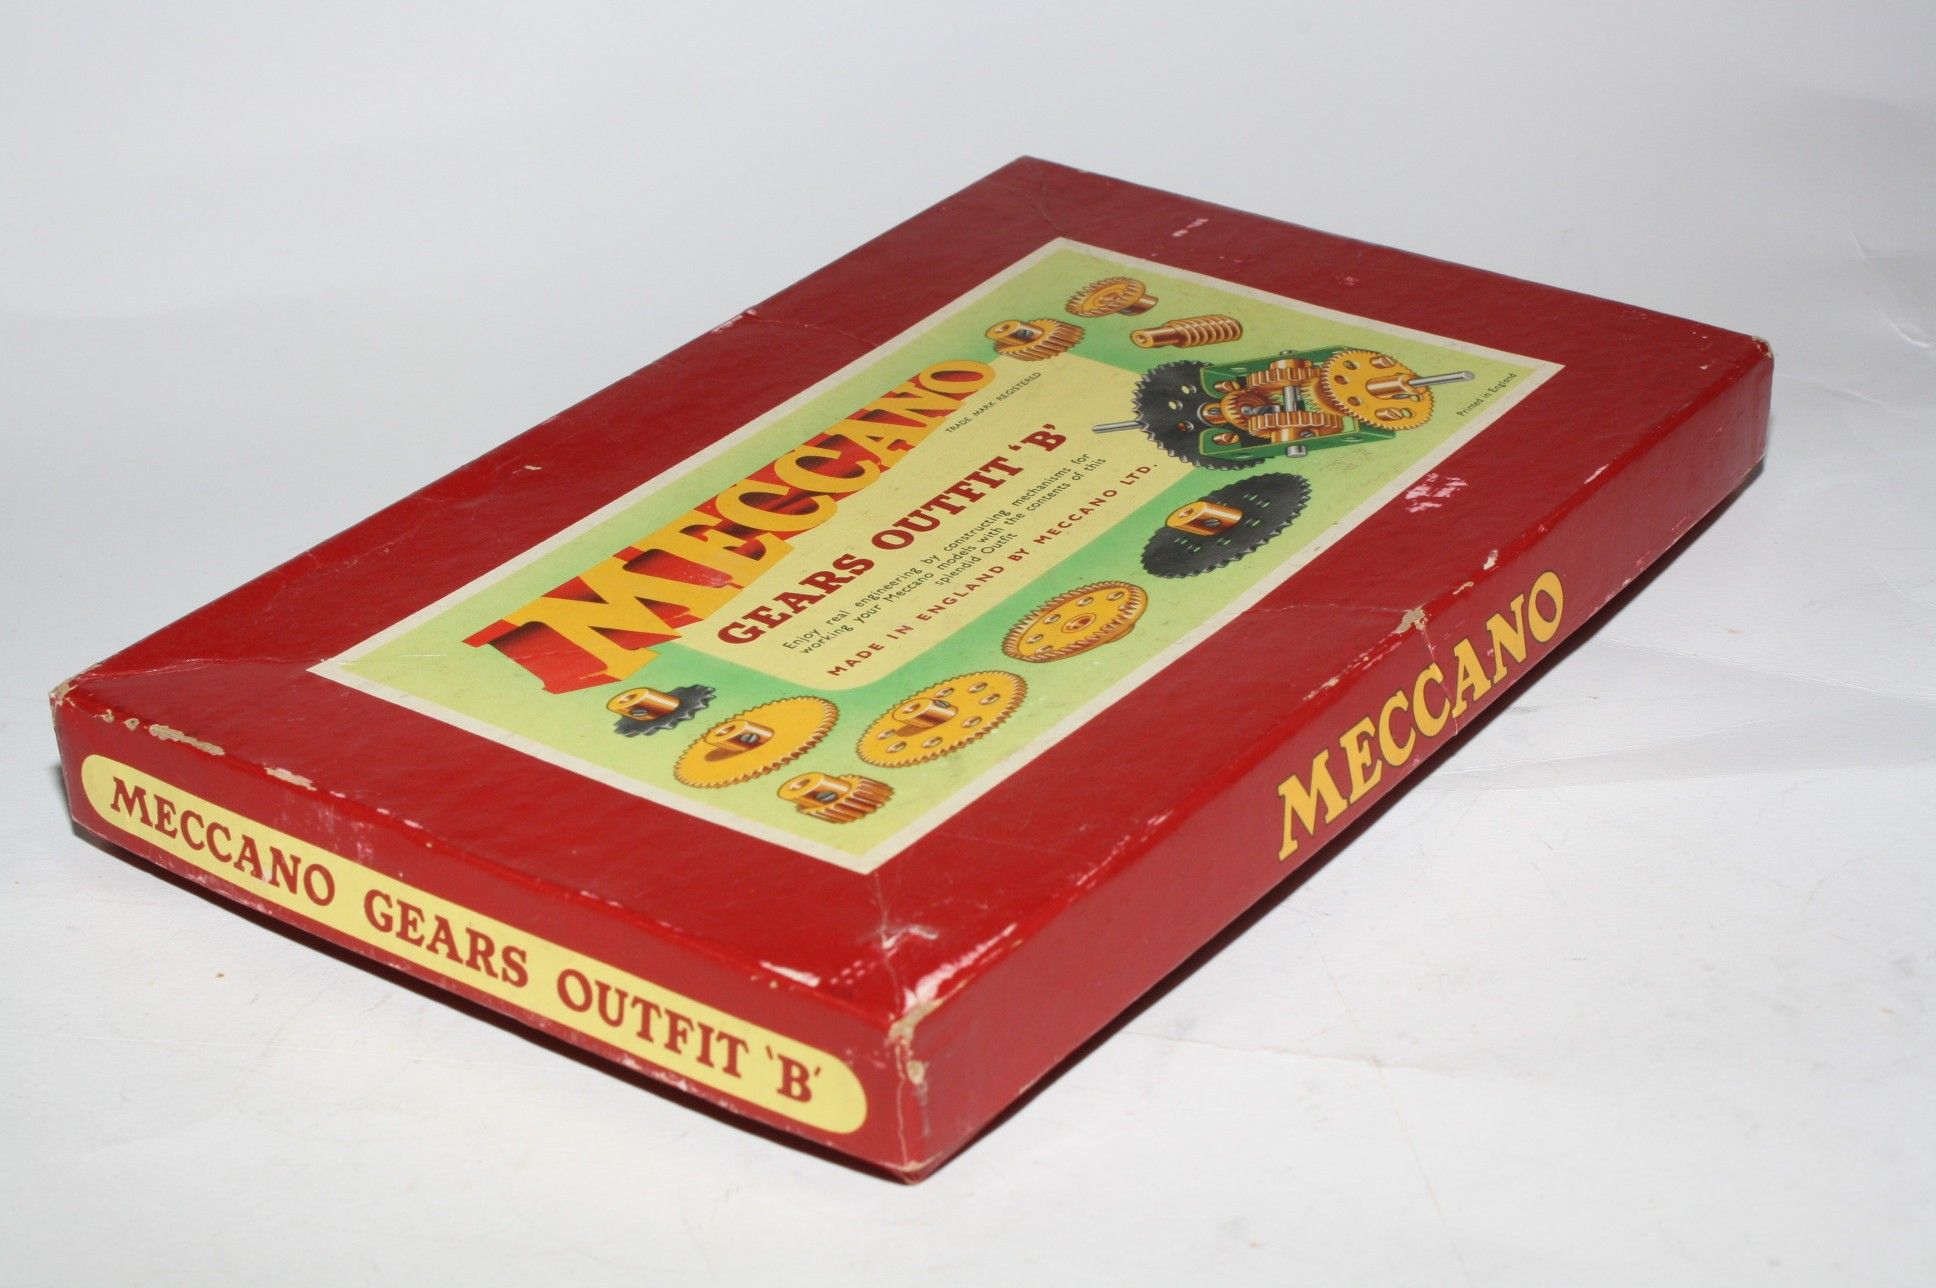 MECCANO
TRADE MARK REGISTERED
GEARS OUTFIT 'B'
Enjoy real engineering by constructing mechanisms for
working your Meccano models with the contents of this
splendid Outfit
MADE IN ENGLAND BY MECCANO LTD.
Printed in England
MECCANO GEARS OUTFIT 'B'
MECCANO